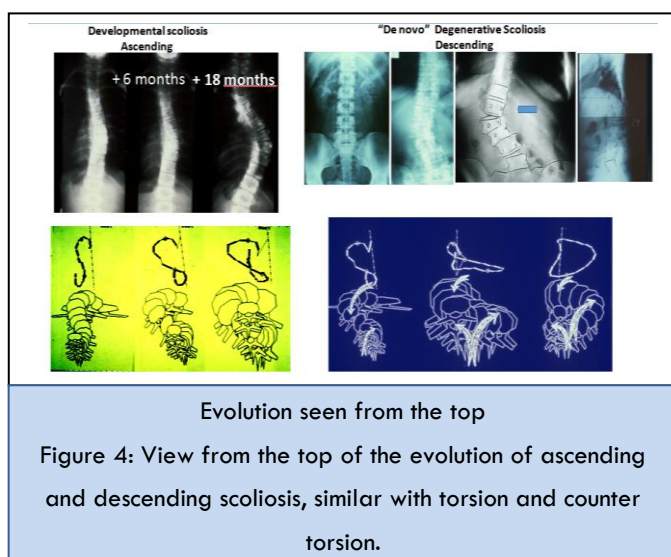 Developmental scoliosis
Ascending
+ 6 months
+ 18 months
“De novo” Degenerative Scoliosis
Descending
Evolution seen from the top
Figure 4: View from the top of the evolution of ascending
and descending scoliosis, similar with torsion and counter
torsion.